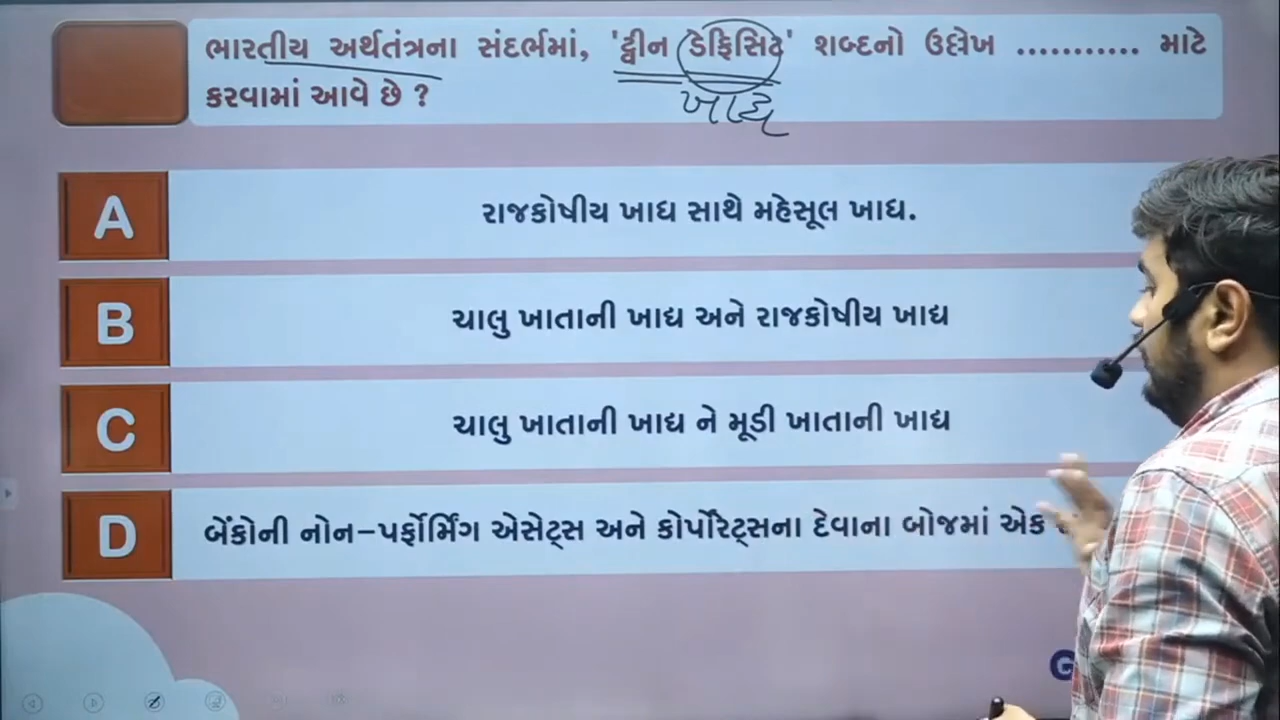 ભારતીય અર્થતંત્રના સંદર્ભમાં, 'ટ્વીન ડેફિસિટ' શબ્દનો ઉલ્લેખ ........... માટે
કરવામાં આવે છે ?
ખાદ્ય
A
રાજકોષીય ખાધ સાથે મહેસૂલ ખાધ.
B
ચાલુ ખાતાની ખાદ્ય અને રાજકોષીય ખાદ્ય
C
ચાલુ ખાતાની ખાદ્ય ને મૂડી ખાતાની ખાદ્ય
D
બેંકોની નોન-પર્ફોર્મિંગ એસેટ્સ અને કોર્પોરેટ્સના દેવાના બોજમાં એક
G